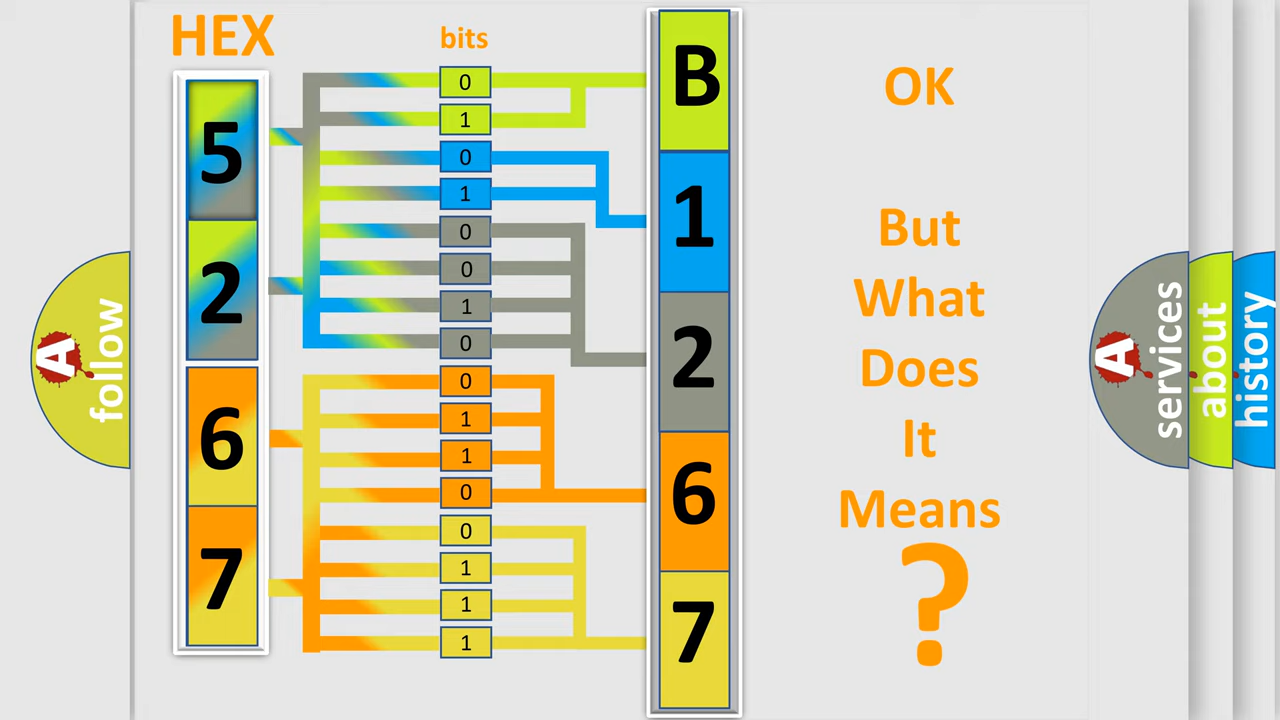 HEX
bits
5
2
6
7
0
1
0
1
0
0
1
0
0
1
1
0
0
1
1
1
B
1
2
6
7
OK
But
What
Does
It
Means
?
A
follow
A
services
about
history